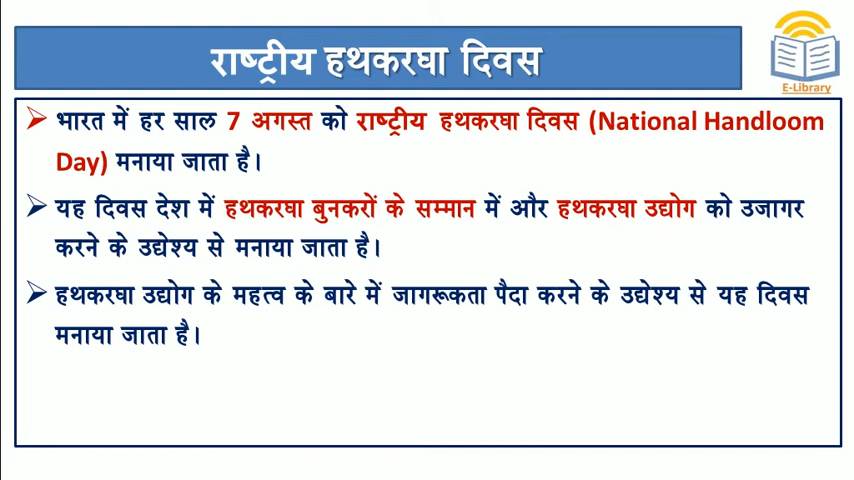 राष्ट्रीय हथकरघा दिवस
E-Library
➢ भारत में हर साल 7 अगस्त को राष्ट्रीय हथकरघा दिवस (National Handloom
Day) मनाया जाता है।
➢ यह दिवस देश में हथकरघा बुनकरों के सम्मान में और हथकरघा उद्योग को उजागर
करने के उद्येश्य से मनाया जाता है।
➢ हथकरघा उद्योग के महत्व के बारे में जागरूकता पैदा करने के उद्येश्य से यह दिवस
मनाया जाता है।